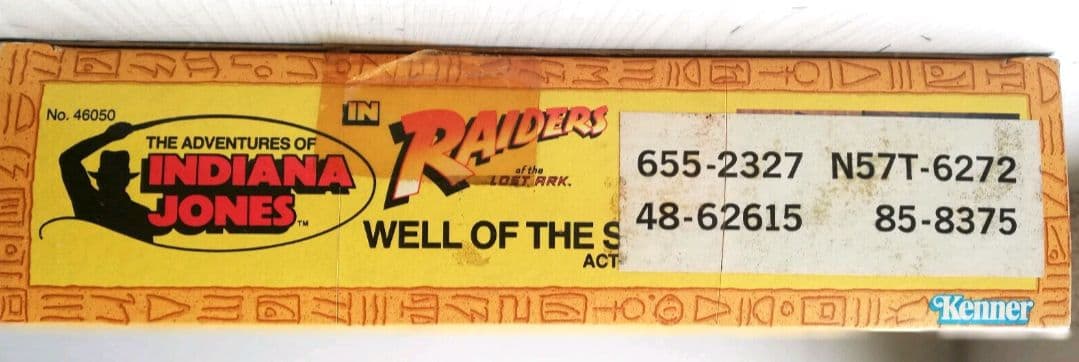 No. 46050
THE ADVENTURES OF
INDIANA
JONES™
IN
RAIDERS
of the
LOST ARK.
WELL OF THE S
ACT
655-2327 N57T-6272
48-62615 85-8375
Kenner